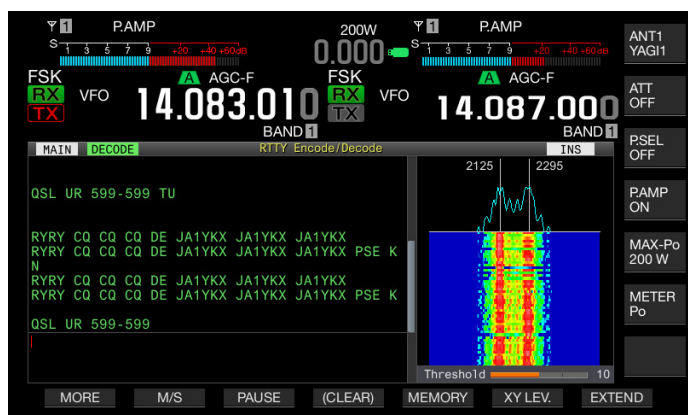 1 P.AMP
S 1 3 5 7 9 +20 +40 +60dB
200W
0.000
1 P.AMP
S 1 3 5 7 9 +20 +40 +60dB
ANT1
YAGI1
FSK
A AGC-F
RX
TX
VFO
14.083.010
BAND 1
FSK
A AGC-F
RX
TX
VFO
14.087.000
BAND 1
ATT
OFF
P.SEL
OFF
P.AMP
ON
MAX-Po
200 W
METER
Po
MAIN DECODE RTTY Encode/Decode INS
2125 2295
QSL UR 599-599 TU
RYRY CQ CQ CQ DE JA1YKX JA1YKX JA1YKX
RYRY CQ CQ CQ DE JA1YKX JA1YKX JA1YKX PSE K
N
RYRY CQ CQ CQ DE JA1YKX JA1YKX JA1YKX
RYRY CQ CQ CQ DE JA1YKX JA1YKX JA1YKX PSE K
QSL UR 599-599
Threshold 10
MORE M/S PAUSE (CLEAR) MEMORY XY LEV. EXTEND